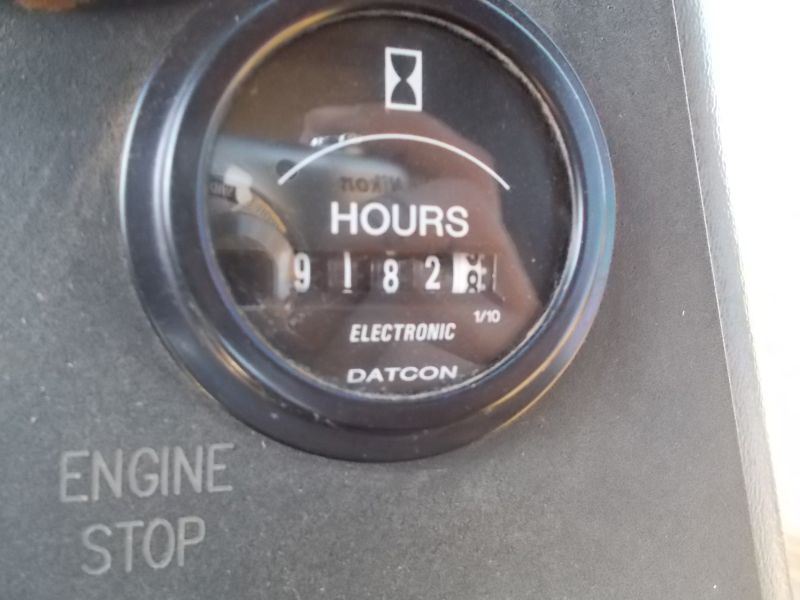 HOURS
9182
1/10
ELECTRONIC
DATCON
ENGINE
STOP